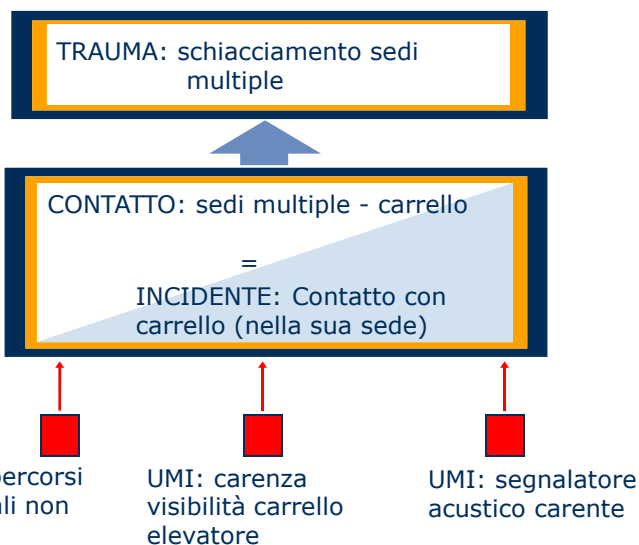 TRAUMA: schiacciamento sedi
multiple
CONTATTO: sedi multiple - carrello
=
INCIDENTE: Contatto con
carrello (nella sua sede)
percorsi
non
UMI: carenza
visibilità carrello
elevatore
UMI: segnalatore
acustico carente